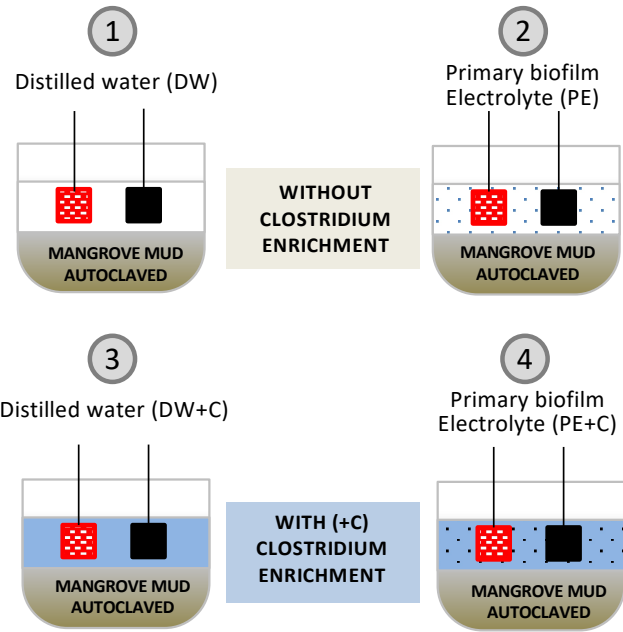 1
Distilled water (DW)
MANGROVE MUD
AUTOCLAVED
2
Primary biofilm
Electrolyte (PE)
MANGROVE MUD
AUTOCLAVED
WITHOUT
CLOSTRIDIUM
ENRICHMENT
3
Distilled water (DW+C)
MANGROVE MUD
AUTOCLAVED
4
Primary biofilm
Electrolyte (PE+C)
MANGROVE MUD
AUTOCLAVED
WITH (+C)
CLOSTRIDIUM
ENRICHMENT